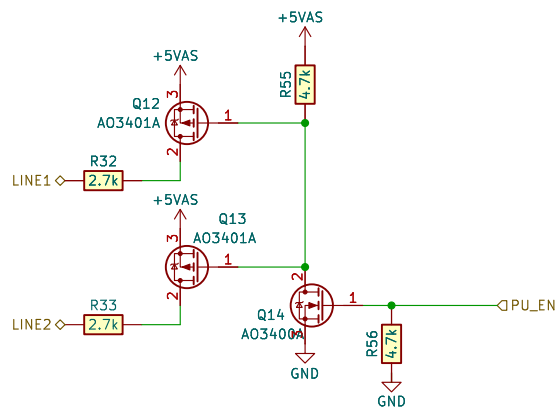 +5VAS
+5VAS
R55
4.7k
3
Q12
AO3401A
1
2
R32
LINE1
2.7k
+5VAS
3
Q13
AO3401A
1
2
2
R33
LINE2
2.7k
Q14
AO3400A
1
3
PU_EN
R56
4.7k
GND
GND